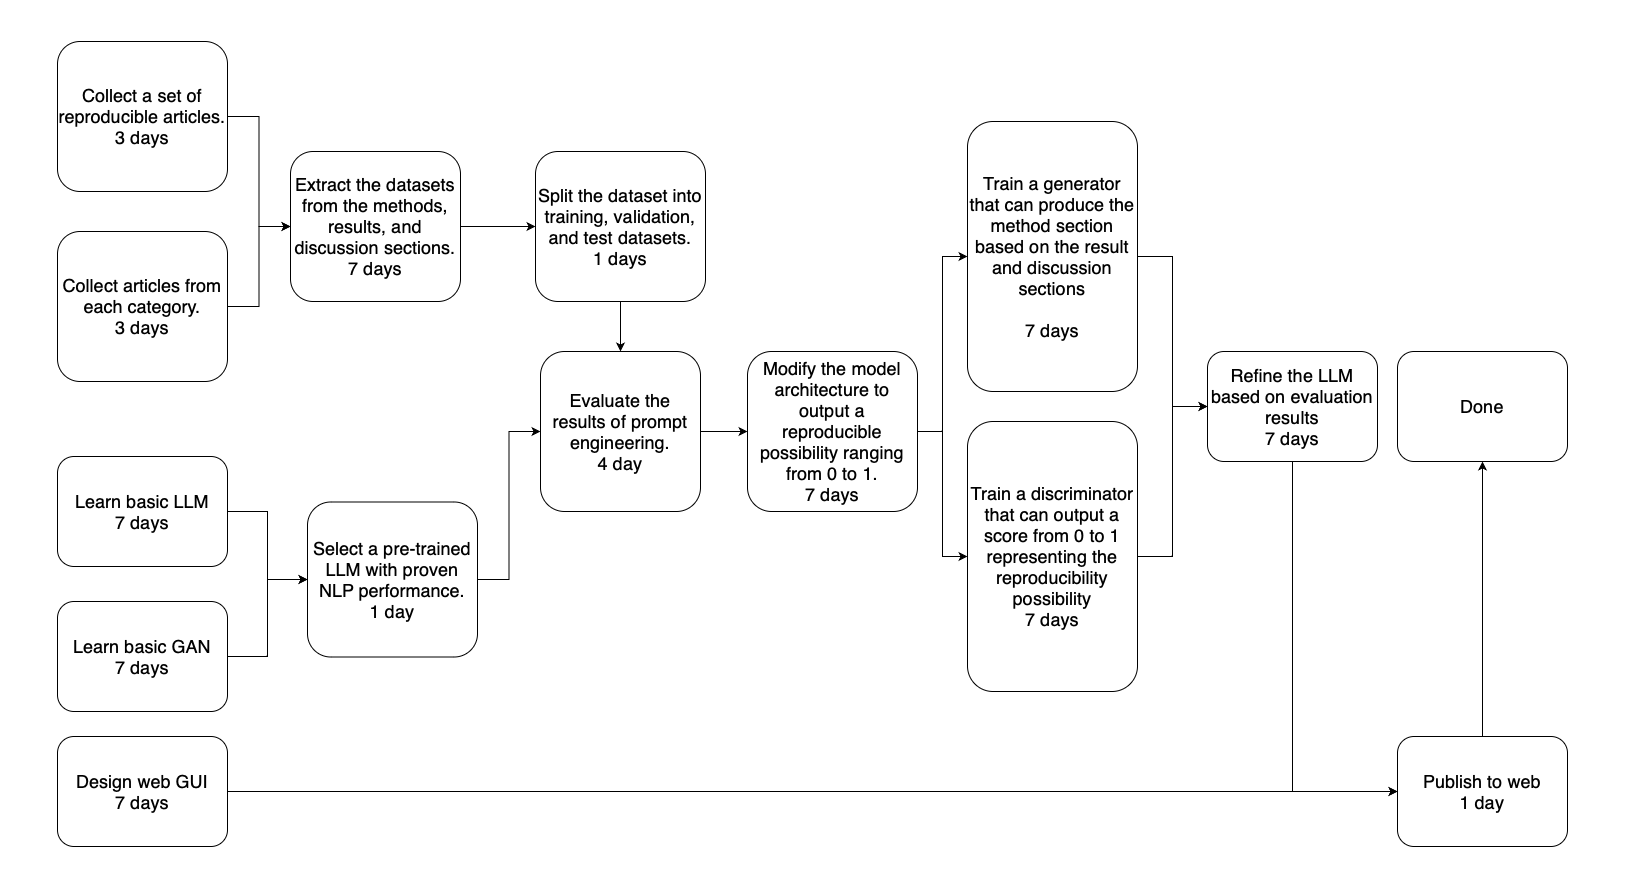 Collect a set of
reproducible articles.
3 days
Collect articles from
each category.
3 days
Extract the datasets
from the methods,
results, and
discussion sections.
7 days
Split the dataset into
training, validation,
and test datasets.
1 days
Learn basic LLM
7 days
Learn basic GAN
7 days
Select a pre-trained
LLM with proven
NLP performance.
1 day
Evaluate the
results of prompt
engineering.
4 day
Modify the model
architecture to
output a
reproducible
possibility ranging
from 0 to 1.
7 days
Train a generator
that can produce the
method section
based on the result
and discussion
sections
7 days
Train a discriminator
that can output a
score from 0 to 1
representing the
reproducibility
possibility
7 days
Refine the LLM
based on evaluation
results
7 days
Design web GUI
7 days
Publish to web
1 day
Done